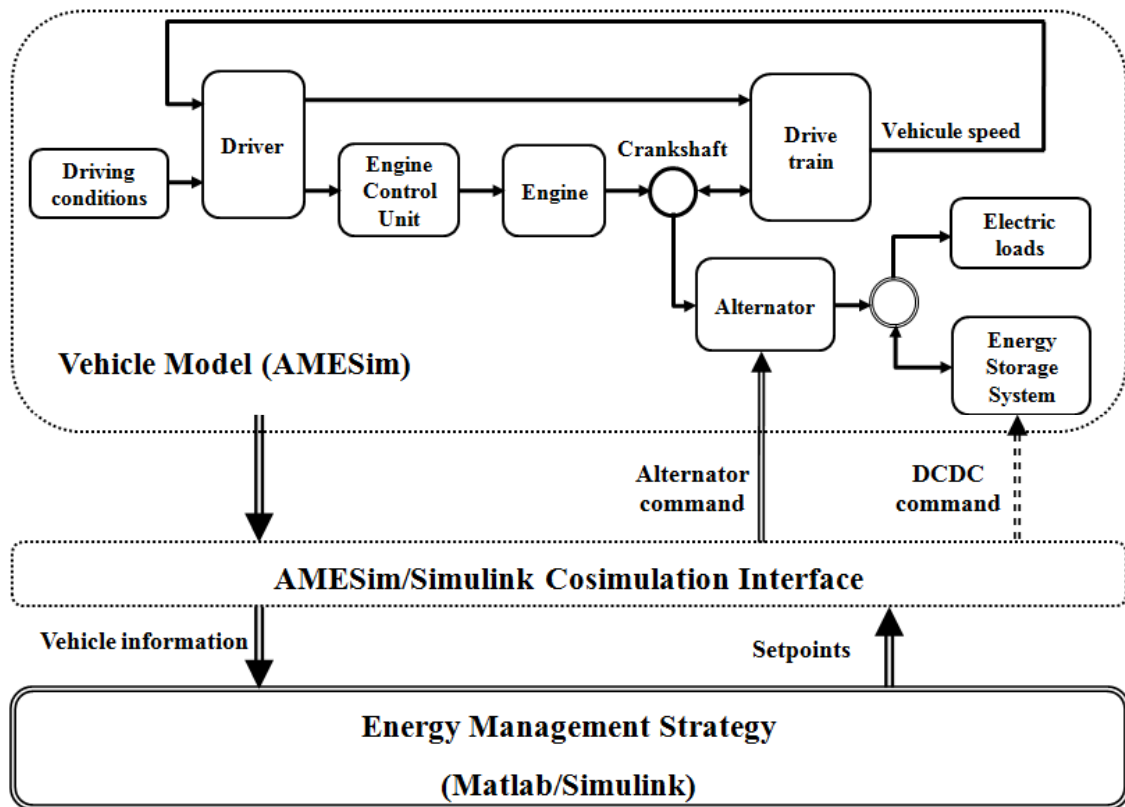 Driving
conditions
Driver
Engine
Control
Unit
Engine
Crankshaft
Drive
train
Vehicule speed
Electric
loads
Alternator
Energy
Storage
System
Vehicle Model (AMESim)
Alternator
command
DCDC
command
AMESim/Simulink Cosimulation Interface
Vehicle information
Setpoints
Energy Management Strategy
(Matlab/Simulink)